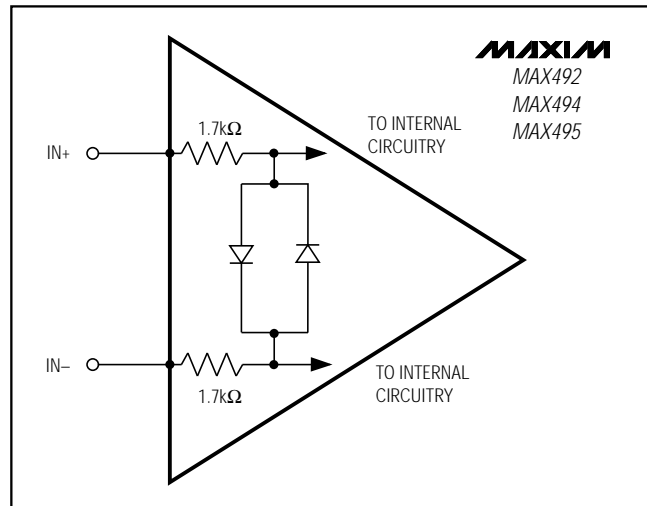 MAXIM
MAX492
MAX494
MAX495
1.7kΩ
TO INTERNAL
CIRCUITRY
IN+
IN–
1.7kΩ
TO INTERNAL
CIRCUITRY